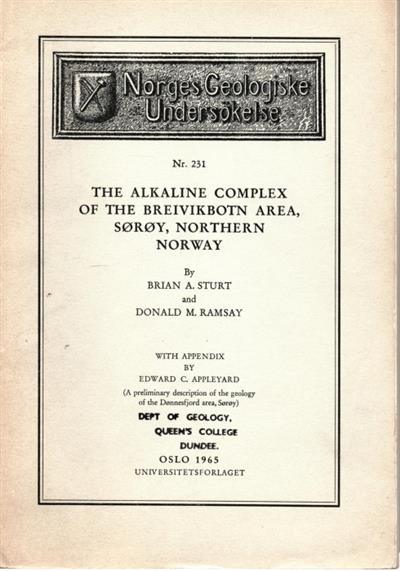 Norges Geologiske
Undersökelse
Nr. 231
THE ALKALINE COMPLEX
OF THE BREIVIKBOTN AREA,
SØRØY, NORTHERN
NORWAY
By
BRIAN A. STURT
and
DONALD M. RAMSAY
WITH APPENDIX
BY
EDWARD C. APPLEYARD
(A preliminary description of the geology
of the Dønnesfjord area, Sørøy)
DEPT OF GEOLOGY,
QUEEN'S COLLEGE
DUNDEE.
OSLO 1965
UNIVERSITETSFORLAGET